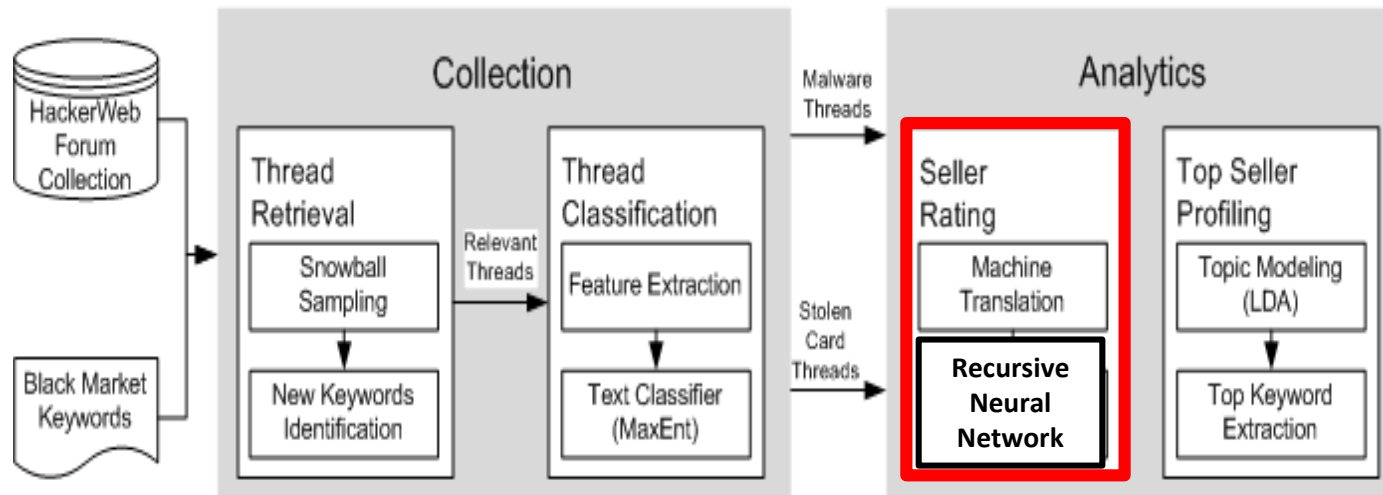 HackerWeb
Forum
Collection
Black Market
Keywords
Collection
Thread
Retrieval
Snowball
Sampling
New Keywords
Identification
Relevant
Threads
Thread
Classification
Feature Extraction
Text Classifier
(MaxEnt)
Malware
Threads
Stolen
Card
Threads
Analytics
Seller
Rating
Machine
Translation
Recursive
Neural
Network
Top Seller
Profiling
Topic Modeling
(LDA)
Top Keyword
Extraction